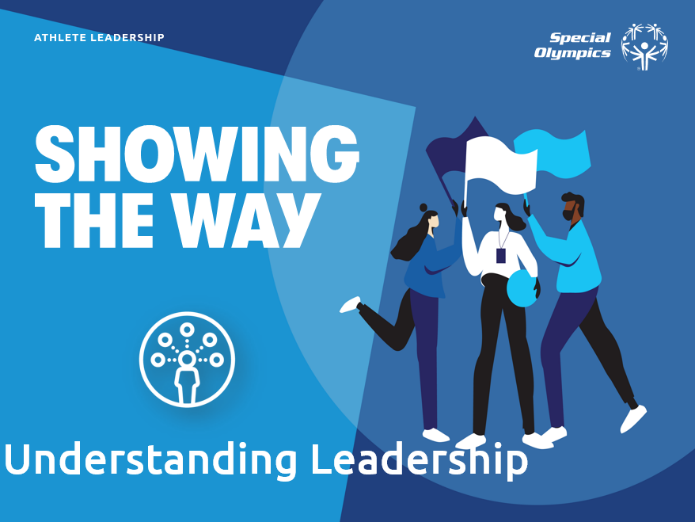 ATHLETE LEADERSHIP
Special
Olympics
SHOWING
THE WAY
Understanding Leadership